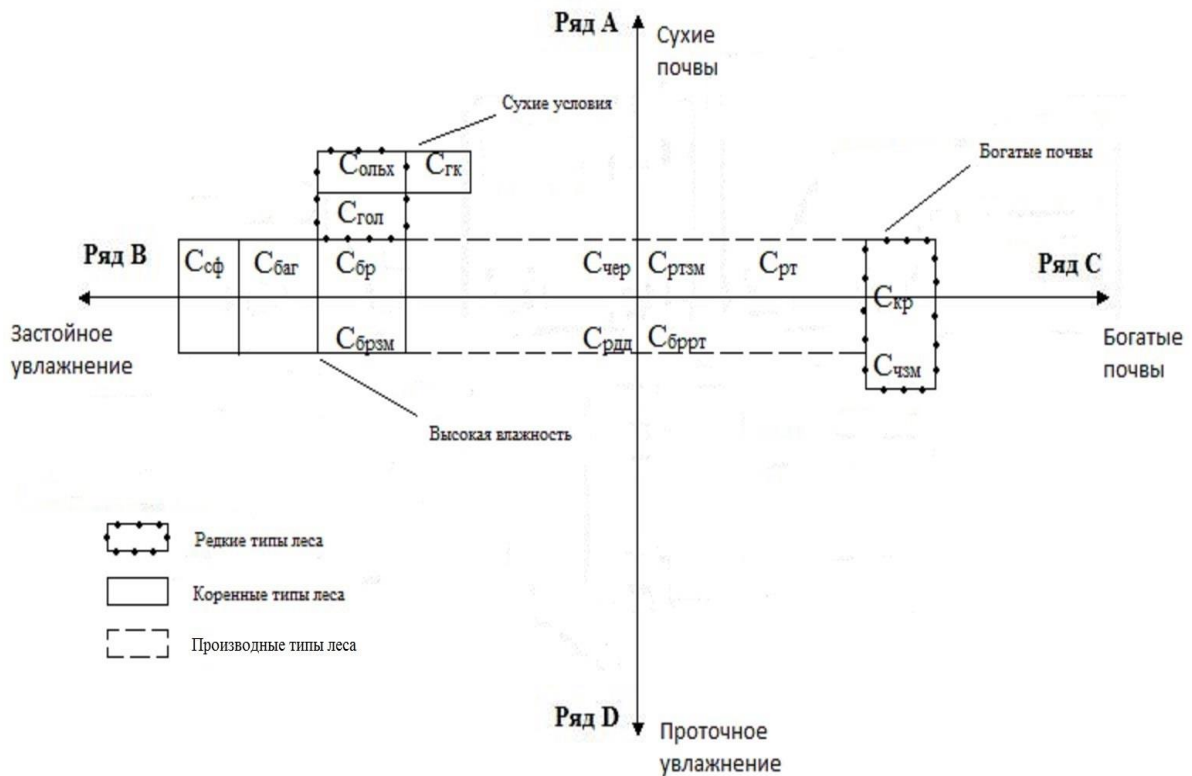 Ряд А
Сухие
почвы
Сухие условия
Богатые почвы
Сольх
Сгк
Сгол
Ряд В
Ссф
Сбаг
Сбр
Счер
Сртзм
Срт
Ряд С
Скр
Застойное
увлажнение
Сбрзм
Срдд
Сбррт
Счзм
Богатые
почвы
Высокая влажность
Редкие типы леса
Коренные типы леса
Производные типы леса
Ряд D
Проточное
увлажнение